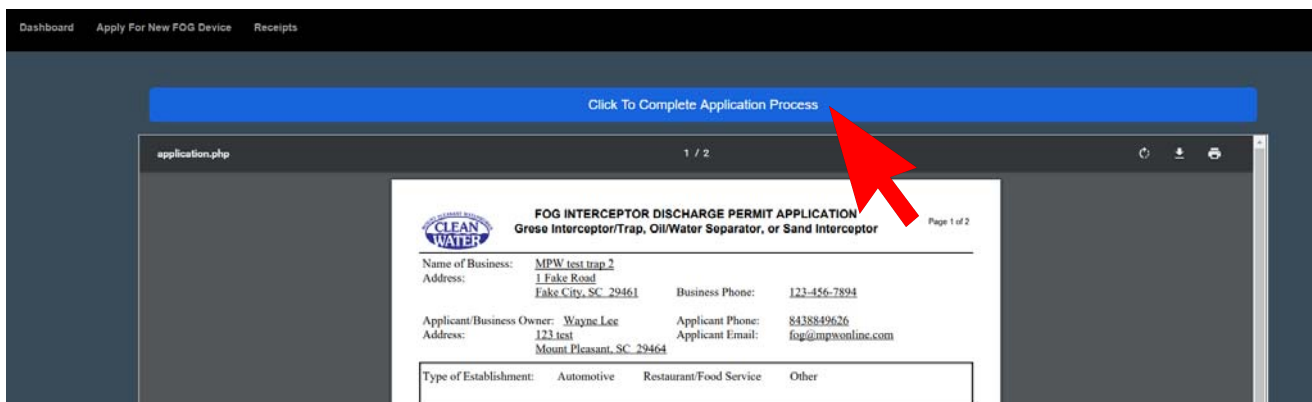 Dashboard Apply For New FOG Device Receipts
Click To Complete Application Process
application.php 1 / 2
FOG INTERCEPTOR DISCHARGE PERMIT APPLICATION
Grese Interceptor/Trap, Oil/Water Separator, or Sand Interceptor
Page 1 of 2
CLEAN
WATER
Name of Business: MPW test trap 2
Address: 1 Fake Road
Fake City, SC 29461 Business Phone: 123-456-7894
Applicant/Business Owner: Wayne Lee Applicant Phone: 8438849626
Address: 123 test Applicant Email: fog@mpwonline.com
Mount Pleasant, SC 29464
Type of Establishment: Automotive Restaurant/Food Service Other